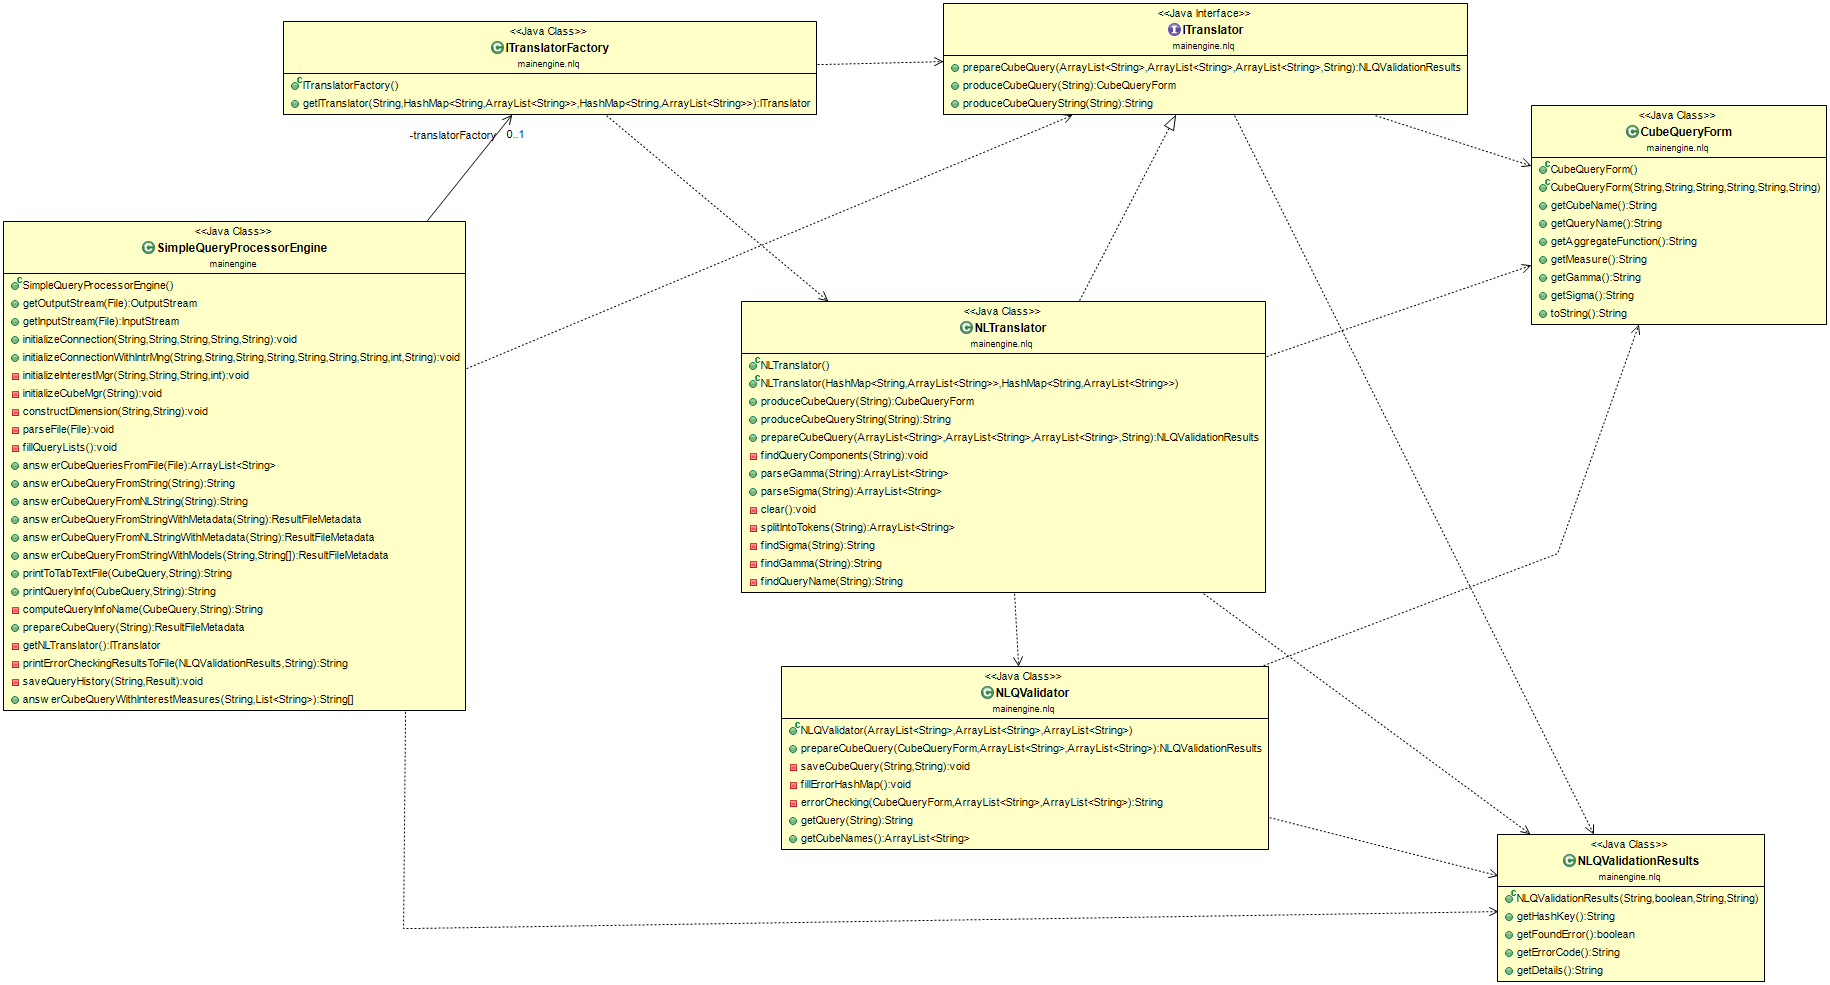 <<Java Class>>
ITranslatorFactory
mainengine.nlq
ITranslatorFactory()
getITranslator(String,HashMap<String,ArrayList<String>>,HashMap<String,ArrayList<String>>):ITranslator
<<Java Interface>>
ITranslator
mainengine.nlq
prepareCubeQuery(ArrayList<String>,ArrayList<String>,ArrayList<String>,String):NLQValidationResults
produceCubeQuery(String):CubeQueryForm
produceCubeQueryString(String):String
-translatorFactory 0..1
<<Java Class>>
CubeQueryForm
mainengine.nlq
CubeQueryForm()
CubeQueryForm(String,String,String,String,String,String)
getCubeName():String
getQueryName():String
getAggregateFunction():String
getMeasure():String
getGamma():String
getSigma():String
toString():String
<<Java Class>>
SimpleQueryProcessorEngine
mainengine
SimpleQueryProcessorEngine()
getOutputStream(File):OutputStream
getInputStream(File):InputStream
initializeConnection(String,String,String,String,String):void
initializeConnectionWithIntrMng(String,String,String,String,String,String,String,int,String):void
initializeInterestMgr(String,String,String,int):void
initializeCubeMgr(String):void
constructDimension(String,String):void
parseFile(File):void
fillQueryLists():void
answerCubeQueriesFromFile(File):ArrayList<String>
answerCubeQueryFromString(String):String
answerCubeQueryFromNLString(String):String
answerCubeQueryFromStringWithMetadata(String):ResultFileMetadata
answerCubeQueryFromNLStringWithMetadata(String):ResultFileMetadata
answerCubeQueryFromStringWithModels(String,String[]):ResultFileMetadata
printToTabTextFile(CubeQuery,String):String
printQueryInfo(CubeQuery,String):String
computeQueryInfoName(CubeQuery,String):String
prepareCubeQuery(String):ResultFileMetadata
getNLTranslator():ITranslator
printErrorCheckingResultsToFile(NLQValidationResults,String):String
saveQueryHistory(String,Result):void
answerCubeQueryWithInterestMeasures(String,List<String>):String[]
<<Java Class>>
NLTranslator
mainengine.nlq
NLTranslator()
NLTranslator(HashMap<String,ArrayList<String>>,HashMap<String,ArrayList<String>>)
produceCubeQuery(String):CubeQueryForm
produceCubeQueryString(String):String
prepareCubeQuery(ArrayList<String>,ArrayList<String>,ArrayList<String>,String):NLQValidationResults
findQueryComponents(String):void
parseGamma(String):ArrayList<String>
parseSigma(String):ArrayList<String>
clear():void
splitIntoTokens(String):ArrayList<String>
findSigma(String):String
findGamma(String):String
findQueryName(String):String
<<Java Class>>
NLQValidator
mainengine.nlq
NLQValidator(ArrayList<String>,ArrayList<String>,ArrayList<String>)
prepareCubeQuery(CubeQueryForm,ArrayList<String>,ArrayList<String>):NLQValidationResults
saveCubeQuery(String,String):void
fillErrorHashMap():void
errorChecking(CubeQueryForm,ArrayList<String>,ArrayList<String>):String
getQuery(String):String
getCubeNames():ArrayList<String>
<<Java Class>>
NLQValidationResults
mainengine.nlq
NLQValidationResults(String,boolean,String,String)
getHashKey():String
getFoundError():boolean
getErrorCode():String
getDetails():String